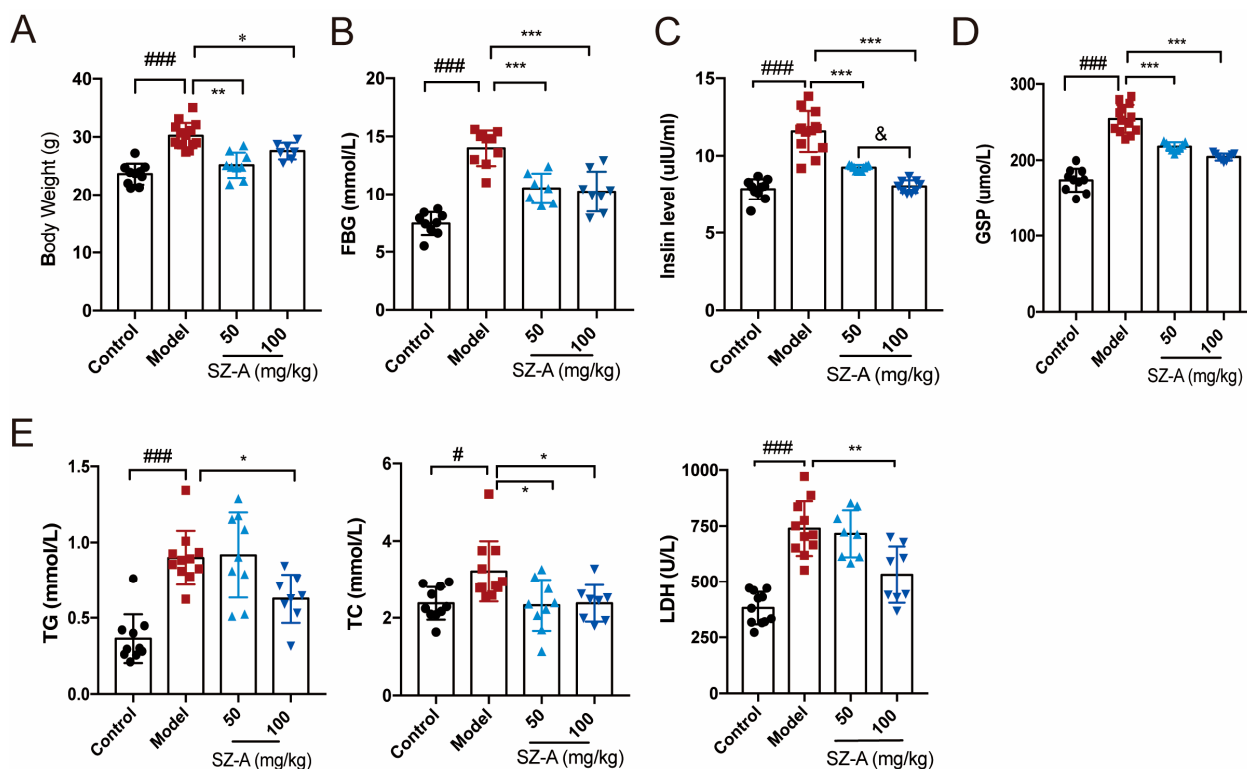 A
Body Weight (g)
40
30
20
10
0
###
**
*
Control
Model
50
100
SZ-A (mg/kg)
B
FBG (mmol/L)
20
15
10
5
0
###
***
***
Control
Model
50
100
SZ-A (mg/kg)
C
Inslin level (uIU/ml)
15
10
5
0
###
***
***
&
Control
Model
50
100
SZ-A (mg/kg)
D
GSP (umol/L)
300
200
100
0
###
***
***
Control
Model
50
100
SZ-A (mg/kg)
E
TG (mmol/L)
1.5
1.0
0.5
0.0
###
*
Control
Model
50
100
SZ-A (mg/kg)
TC (mmol/L)
6
4
2
0
#
*
*
Control
Model
50
100
SZ-A (mg/kg)
LDH (U/L)
1000
750
500
250
0
###
**
Control
Model
50
100
SZ-A (mg/kg)